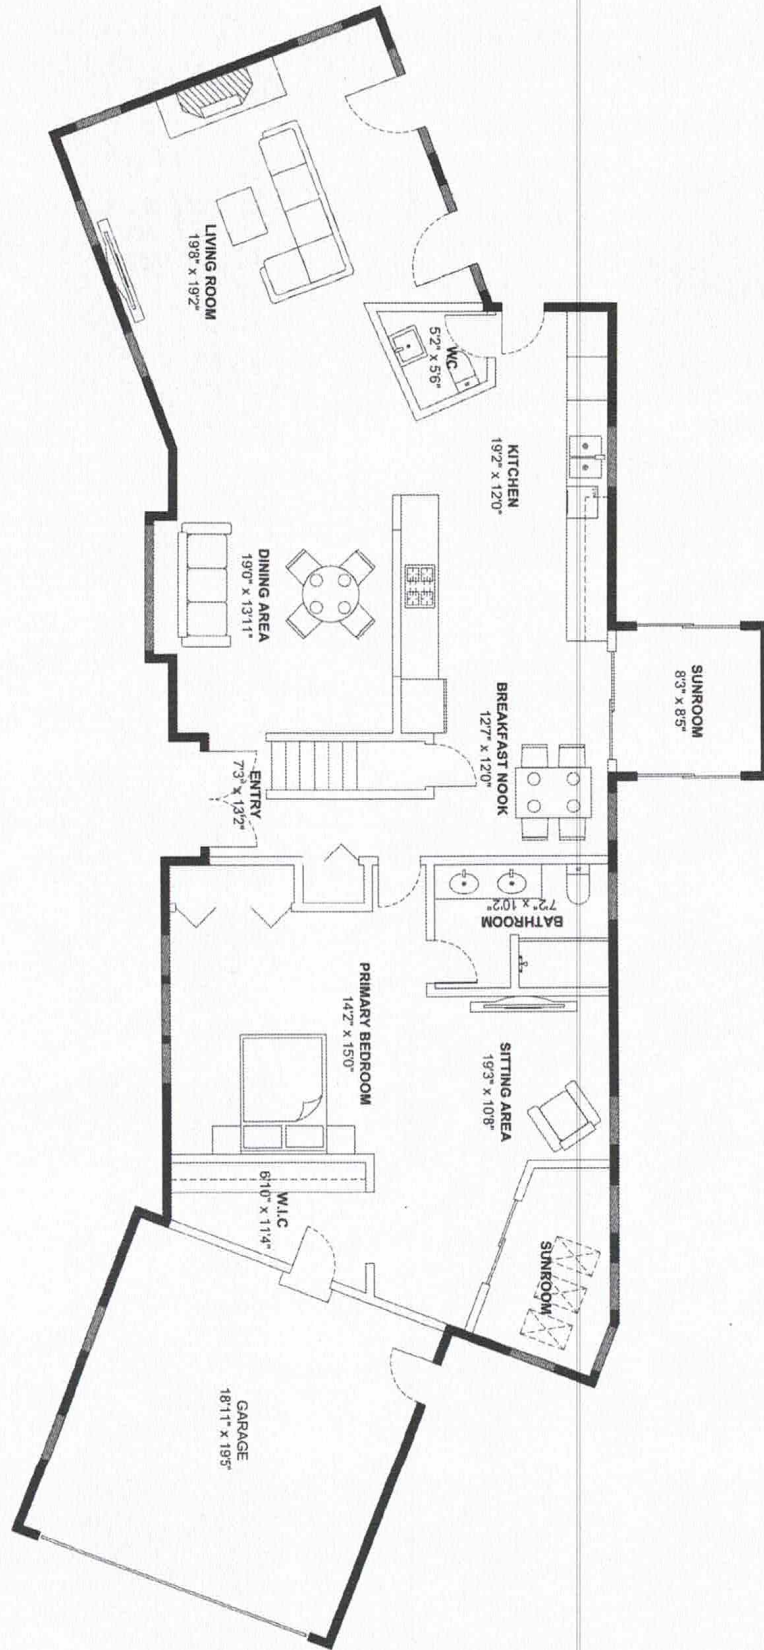 LIVING ROOM
19'8" x 19'2"
WC
5'2" x 5'6"
KITCHEN
19'2" x 12'0"
DINING AREA
19'0" x 13'11"
SUNROOM
8'3" x 8'5"
BREAKFAST NOOK
12'7" x 12'0"
ENTRY
7'3" x 13'2"
BATHROOM
7'2" x 10'2"
PRIMARY BEDROOM
14'2" x 15'0"
SITTING AREA
19'3" x 10'8"
W.I.C
6'10" x 11'4"
SUNROOM
GARAGE
18'11" x 19'5"